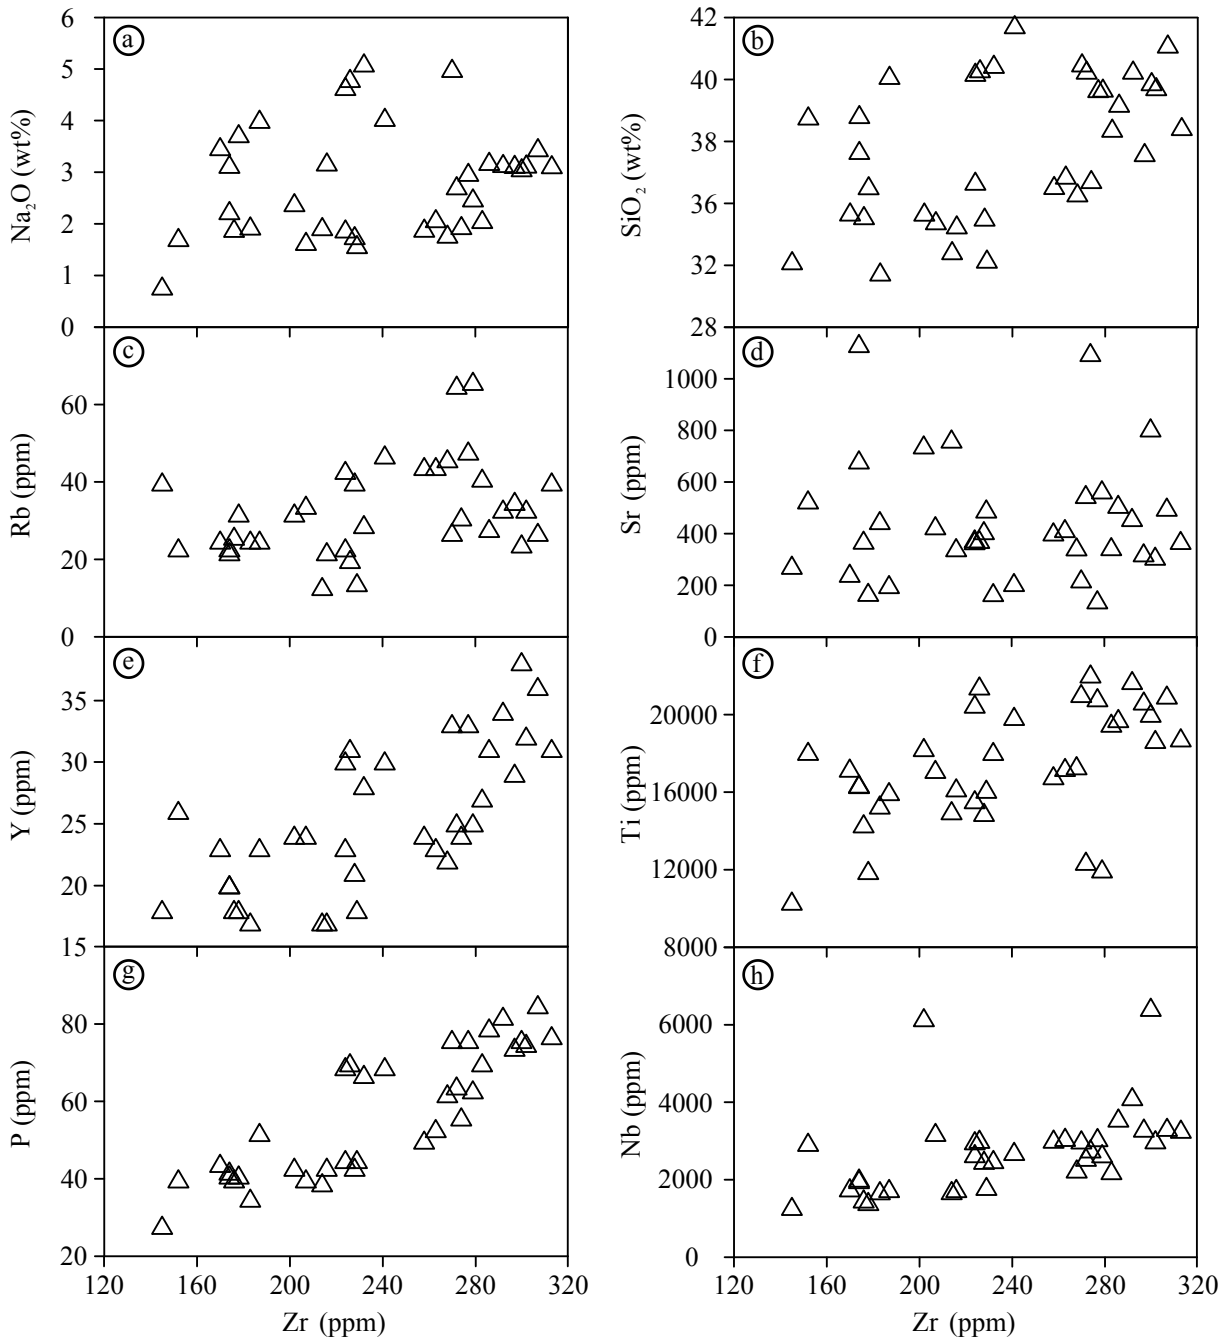 a
6
5
4
3
2
1
0
Na₂O (wt%)
b
42
40
38
35
32
28
SiO₂ (wt%)
c
60
40
20
0
Rb (ppm)
d
1000
800
600
400
200
0
Sr (ppm)
e
35
30
25
20
15
Y (ppm)
f
20000
16000
12000
8000
Ti (ppm)
g
80
60
40
20
P (ppm)
120 160 200 240 280 320
Zr (ppm)
h
6000
4000
2000
0
Nb (ppm)
120 160 200 240 280 320
Zr (ppm)